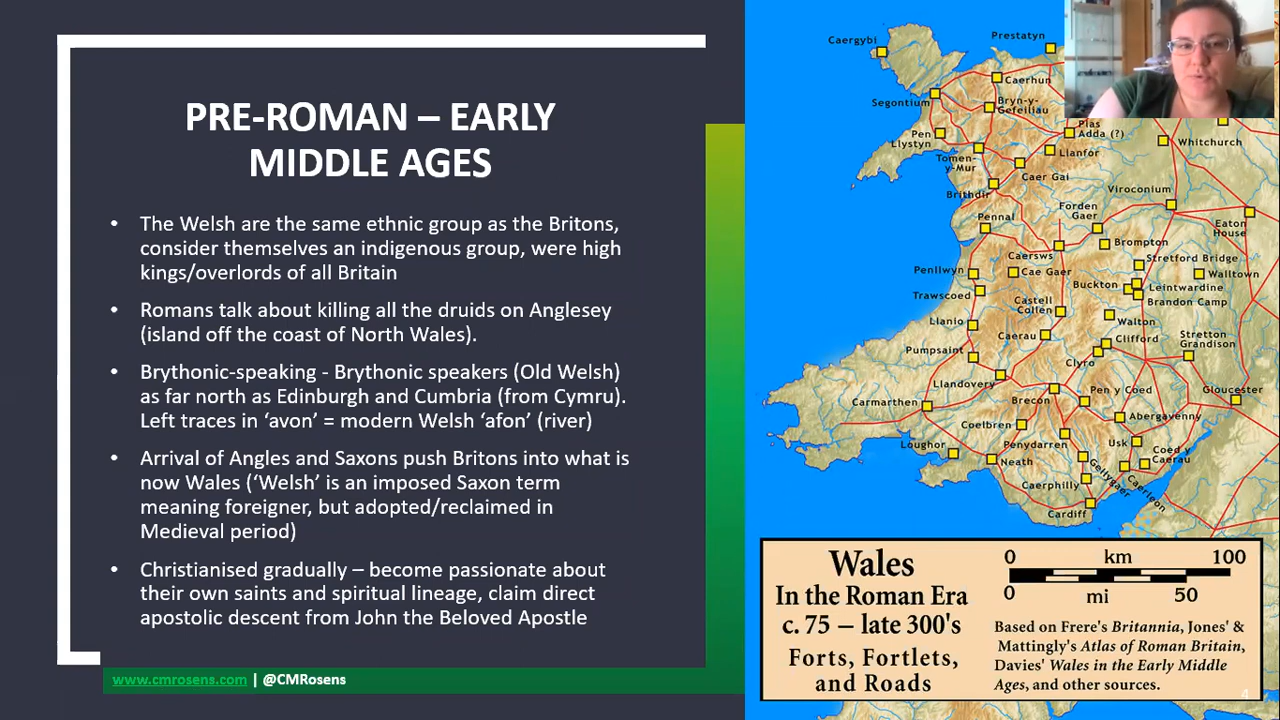 PRE-ROMAN – EARLY
MIDDLE AGES
• The Welsh are the same ethnic group as the Britons,
consider themselves an indigenous group, were high
kings/overlords of all Britain
• Romans talk about killing all the druids on Anglesey
(island off the coast of North Wales).
• Brythonic-speaking - Brythonic speakers (Old Welsh)
as far north as Edinburgh and Cumbria (from Cymru).
Left traces in ‘avon’ = modern Welsh ‘afon’ (river)
• Arrival of Angles and Saxons push Britons into what is
now Wales (‘Welsh’ is an imposed Saxon term
meaning foreigner, but adopted/reclaimed in
Medieval period)
• Christianised gradually – become passionate about
their own saints and spiritual lineage, claim direct
apostolic descent from John the Beloved Apostle
www.cmrosens.com | @CMRosens
Caergybi
Prestatyn
Caerhun
Segontium
Bryn-y-
Gefeiliau
Pen
Llystyn
Plas
Adda (?)
Whitchurch
Tomen-
y-Mur
Llanfor
Caer Gai
Brithdir
Viroconium
Pennal
Forden
Gaer
Eaton
House
Brompton
Caersws
Stretford Bridge
Penllwyn
Cae Gaer
Walltown
Buckton
Leintwardine
Trawscoed
Brandon Camp
Castell
Collen
Llanio
Walton
Caerau
Clifford
Stretton
Grandison
Pumpsaint
Clyro
Llandovery
Pen y Coed
Gloucester
Brecon
Carmarthen
Abergavenny
Coelbren
Usk
Coed y
Caerau
Loughor
Penydarren
Neath
Gellygaer
Caerleon
Caerphilly
Cardiff
Wales
In the Roman Era
c. 75 – late 300's
Forts, Fortlets,
and Roads
0 km 100
0 mi 50
Based on Frere's Britannia, Jones' &
Mattingly's Atlas of Roman Britain,
Davies' Wales in the Early Middle
Ages, and other sources.
4